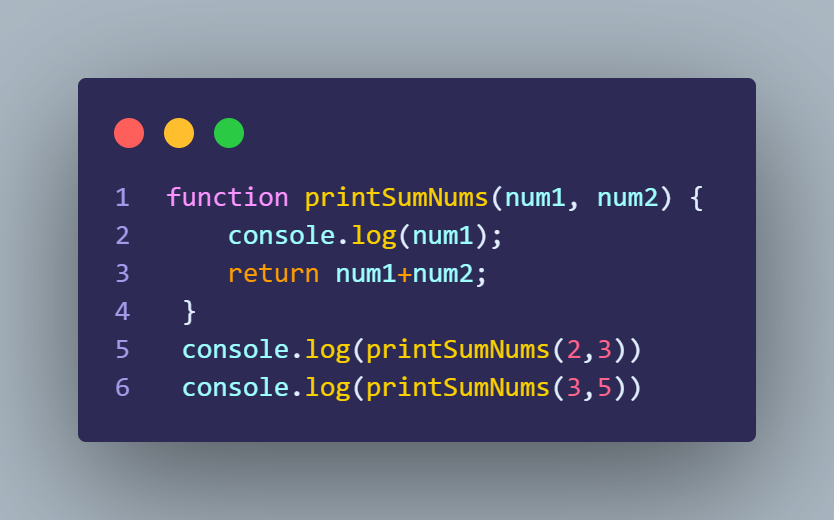 1 function printSumNums(num1, num2) {
2     console.log(num1);
3     return num1+num2;
4  }
5  console.log(printSumNums(2,3))
6  console.log(printSumNums(3,5))